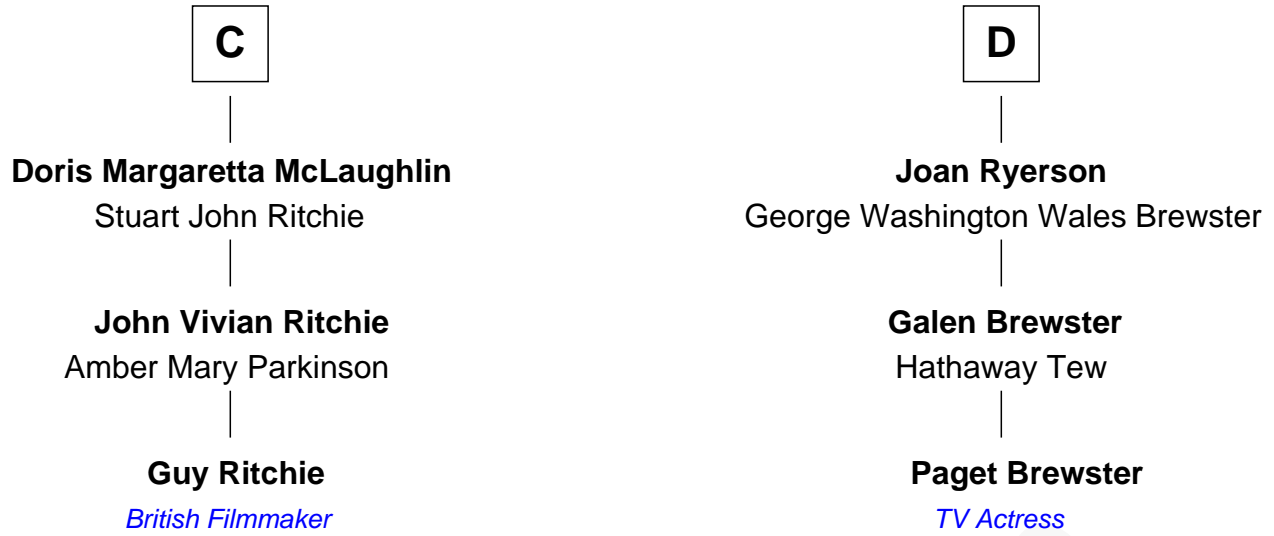 C
Doris Margaretta McLaughlin
Stuart John Ritchie
John Vivian Ritchie
Amber Mary Parkinson
Guy Ritchie
British Filmmaker
D
Joan Ryerson
George Washington Wales Brewster
Galen Brewster
Hathaway Tew
Paget Brewster
TV Actress